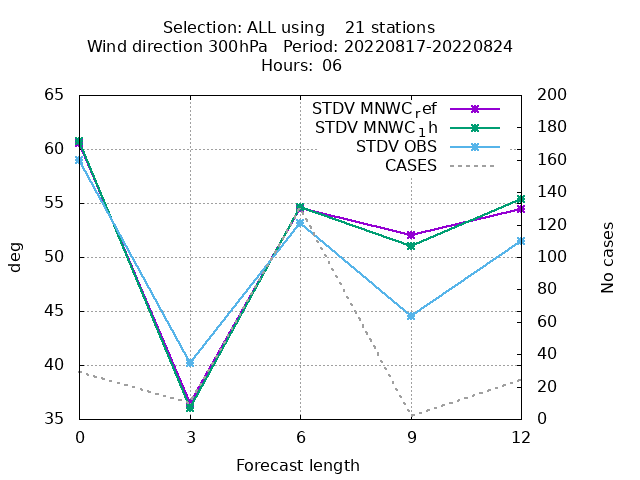 Selection: ALL using    21 stations
Wind direction 300hPa   Period: 20220817-20220824
Hours: 06
STDV MNWC_ref
STDV MNWC_1h
STDV OBS
CASES
deg
65
60
55
50
45
40
35
200
180
160
140
120
100
80
60
40
20
0
No cases
0 3 6 9 12
Forecast length